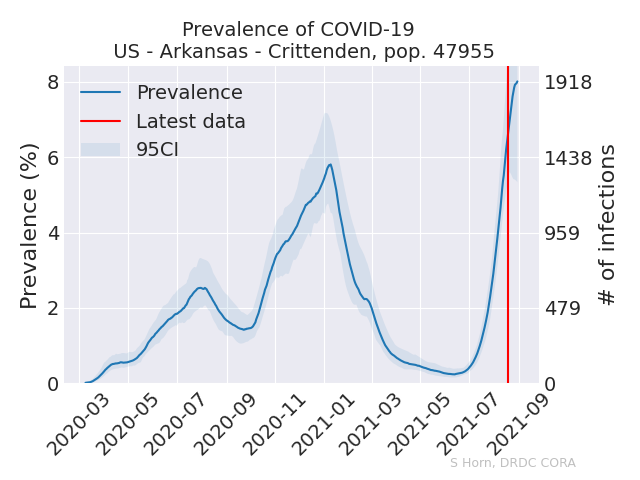 Prevalence of COVID-19
US - Arkansas - Crittenden, pop. 47955
Prevalence
Latest data
95CI
Prevalence (%)
8
6
4
2
0
1918
1438
959
479
0
# of infections
2020-03
2020-05
2020-07
2020-09
2020-11
2021-01
2021-03
2021-05
2021-07
2021-09
S Horn, DRDC CORA